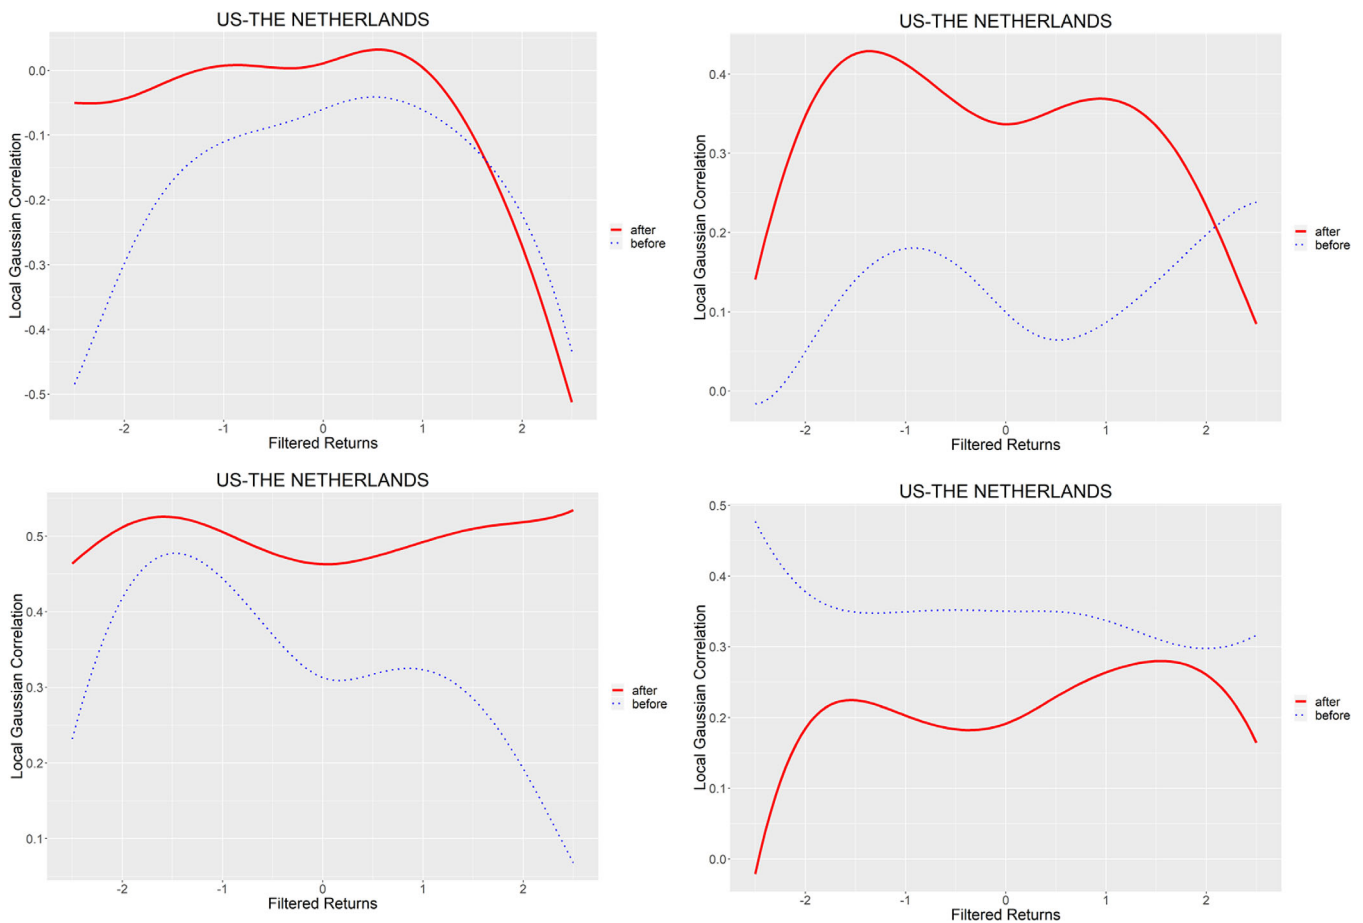 US-THE NETHERLANDS
Local Gaussian Correlation
0.0
-0.1
-0.2
-0.3
-0.4
-0.5
-2 -1 0 1 2
Filtered Returns
after
before
US-THE NETHERLANDS
Local Gaussian Correlation
0.4
0.3
0.2
0.1
0.0
-2 -1 0 1 2
Filtered Returns
after
before
US-THE NETHERLANDS
Local Gaussian Correlation
0.5
0.4
0.3
0.2
0.1
-2 -1 0 1 2
Filtered Returns
after
before
US-THE NETHERLANDS
Local Gaussian Correlation
0.5
0.4
0.3
0.2
0.1
0.0
-2 -1 0 1 2
Filtered Returns
after
before